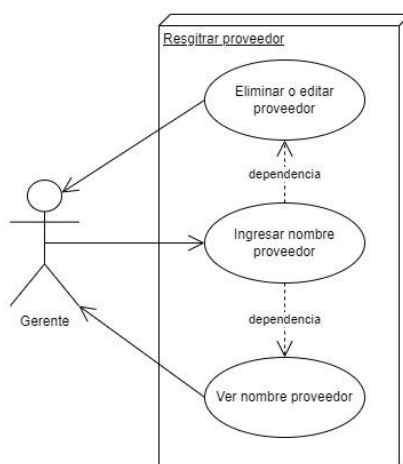 Resgitrar proveedor
Eliminar o editar
proveedor
dependencia
Ingresar nombre
proveedor
Gerente
dependencia
Ver nombre proveedor